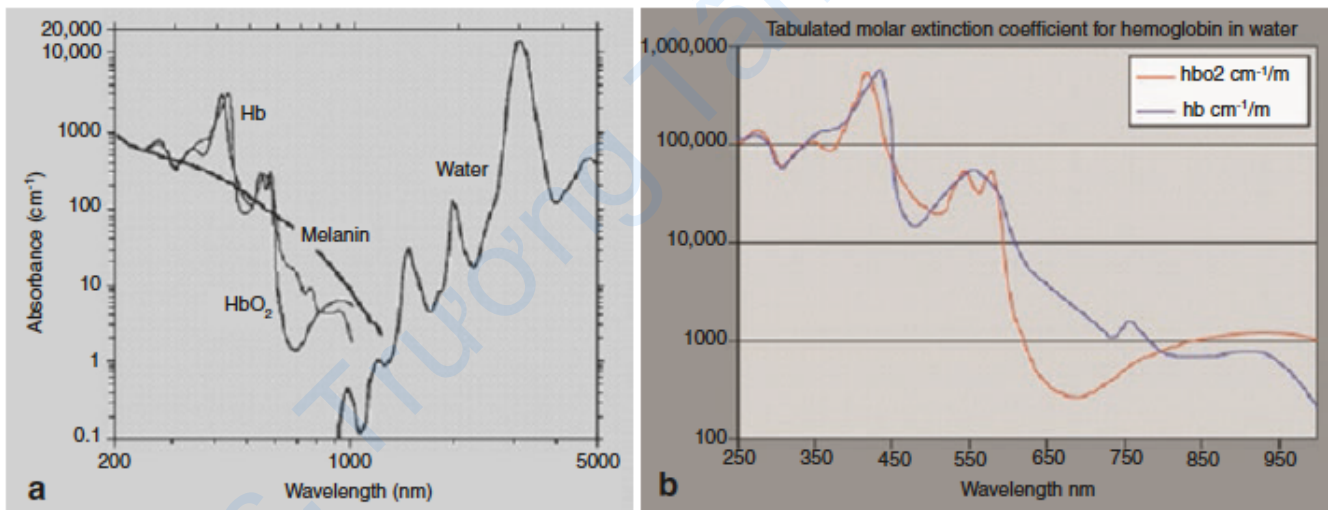 20,000
10,000
1000
100
10
1
0.1
Absorbance (cm⁻¹)
Hb
Water
Melanin
HbO₂
200
1000
5000
Wavelength (nm)
a
Tabulated molar extinction coefficient for hemoglobin in water
1,000,000
100,000
10,000
1000
100
hbo2 cm⁻¹/m
hb cm⁻¹/m
250
350
450
550
650
750
850
950
Wavelength nm
b
Trương Tấn